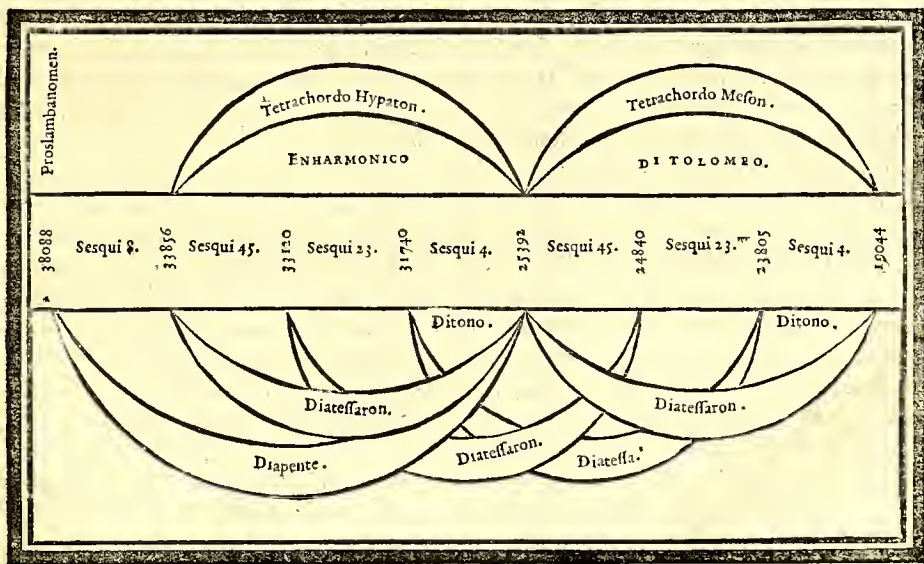 Proslambanomen.
Tetrachordo Hypaton.
Tetrachordo Meſon.
ENHARMONICO
DI TOLOMEO.
38088
Sesqui 8.
33856
Sesqui 45.
33120
Sesqui 23.
31740
Sesqui 4.
25392
Sesqui 45.
24840
Sesqui 23.
23805
Sesqui 4.
19044
Ditono.
Ditono.
Diateſſaron.
Diateſſaron.
Diapente.
Diateſſaron.
Diateſſa.